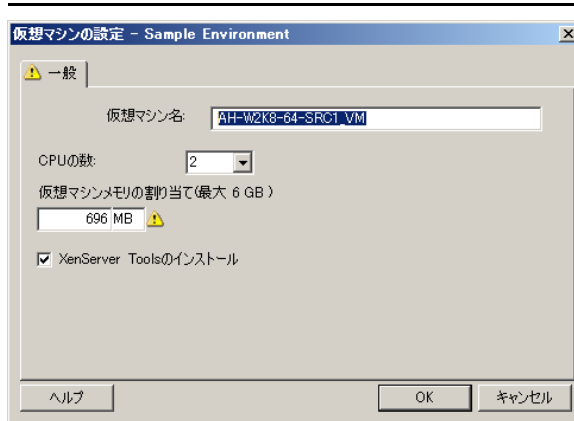 仮想マシンの設定 - Sample Environment
一般
仮想マシン名: AH-W2K8-64-SRC1_VM
CPUの数: 2
仮想マシンメモリの割り当て(最大 6 GB )
696 MB
XenServer Toolsのインストール
ヘルプ OK キャンセル